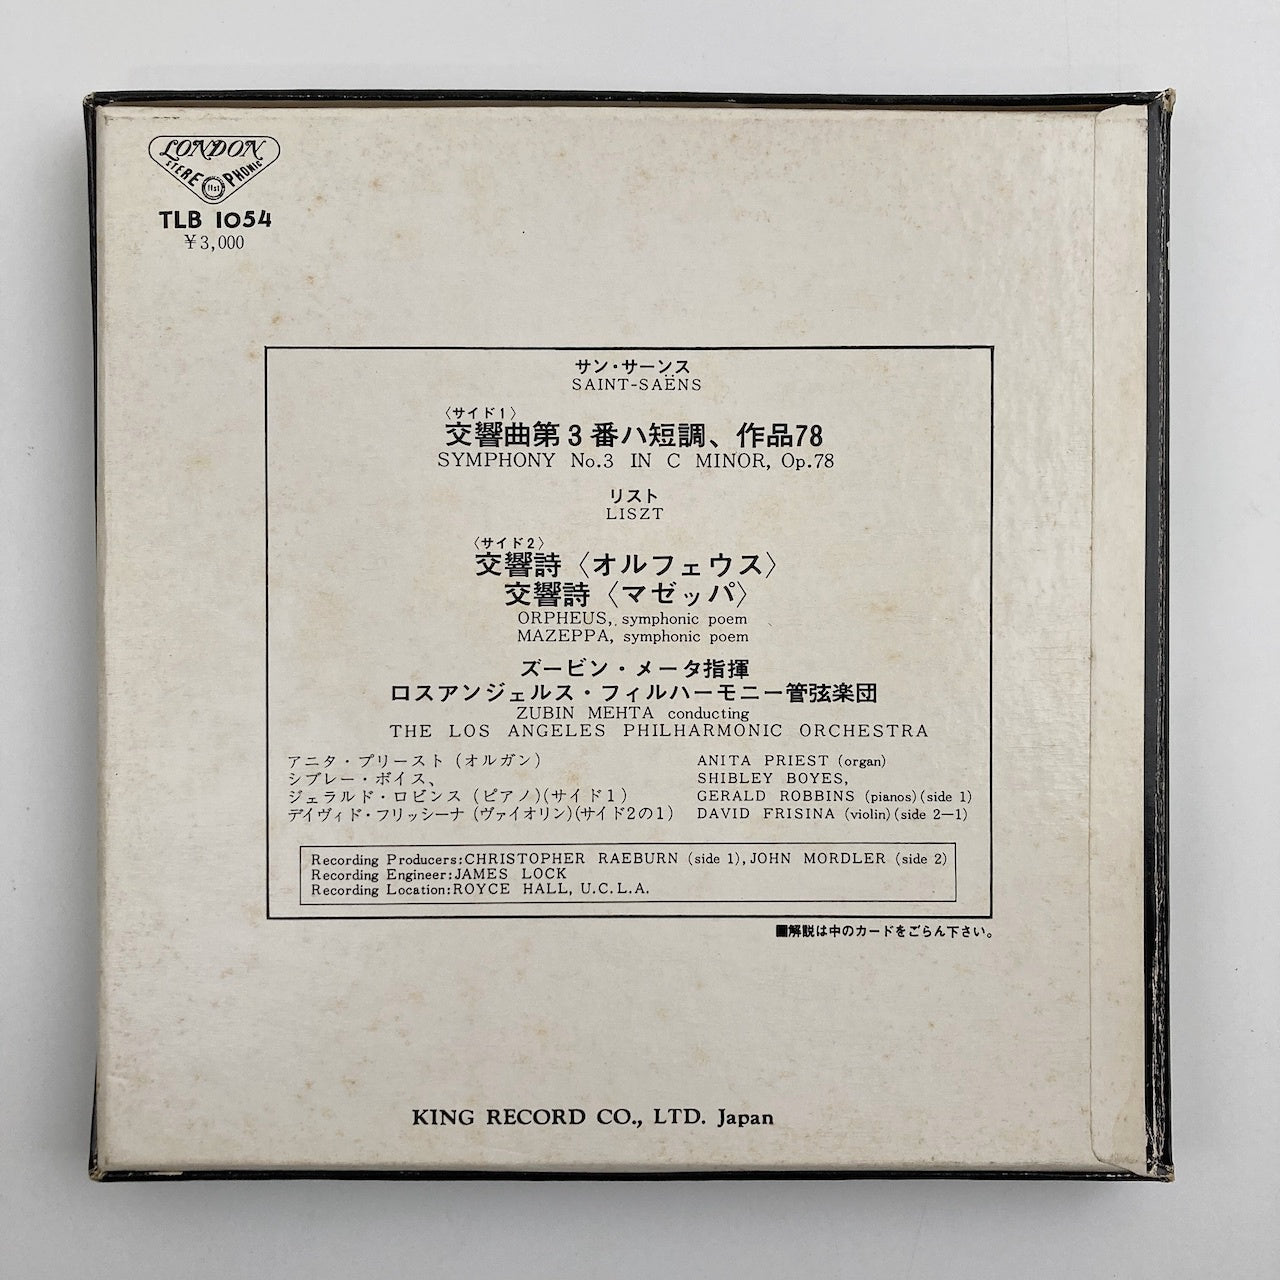 LONDON
STEREOPHONIC
ffss
TLB 1054
¥3,000
サン・サーンス
SAINT-SAËNS
〈サイド1〉
交響曲第3番ハ短調、作品78
SYMPHONY No.3 IN C MINOR, Op.78
リスト
LISZT
〈サイド2〉
交響詩〈オルフェウス〉
交響詩〈マゼッパ〉
ORPHEUS, symphonic poem
MAZEPPA, symphonic poem
ズービン・メータ指揮
ロスアンジェルス・フィルハーモニー管弦楽団
ZUBIN MEHTA conducting
THE LOS ANGELES PHILHARMONIC ORCHESTRA
アニタ・プリースト(オルガン) ANITA PRIEST (organ)
シブレー・ボイス、 SHIBLEY BOYES,
ジェラルド・ロビンス(ピアノ)(サイド1) GERALD ROBBINS (pianos)(side 1)
デイヴィド・フリッシーナ(ヴァイオリン)(サイド2の1) DAVID FRISINA (violin)(side 2—1)
Recording Producers:CHRISTOPHER RAEBURN (side 1), JOHN MORDLER (side 2)
Recording Engineer:JAMES LOCK
Recording Location:ROYCE HALL, U.C.L.A.
■解説は中のカードをごらん下さい。
KING RECORD CO., LTD. Japan